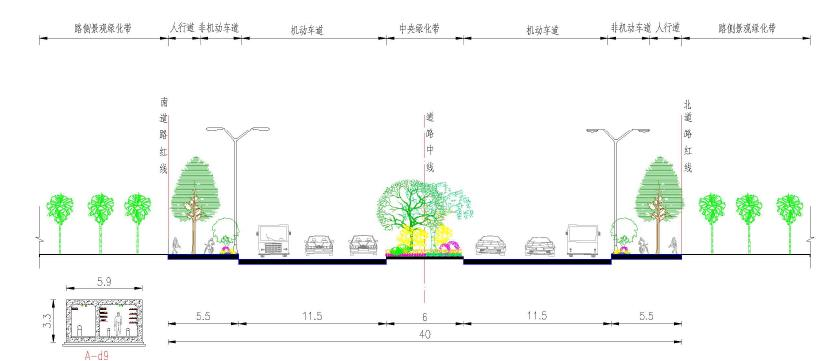 路侧景观绿化带 人行道 非机动车道 机动车道 中央绿化带 机动车道 非机动车道 人行道 路侧景观绿化带
南道路红线
道路中线
北道路红线
5.9
3.3
A-d9
5.5 11.5 6 11.5 5.5
40